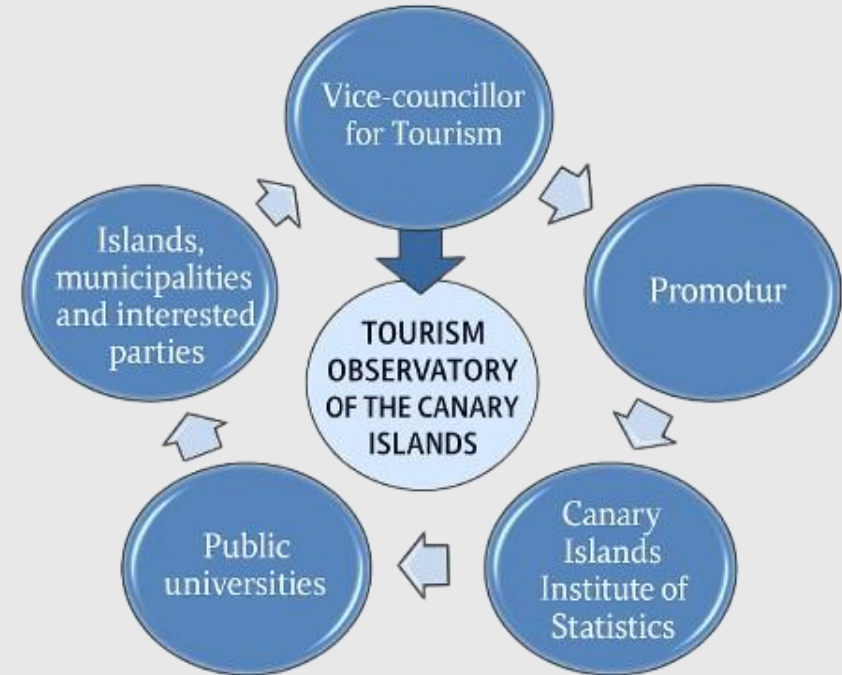 Vice-councillor
for Tourism
Promotur
Canary
Islands
Institute of
Statistics
Public
universities
Islands,
municipalities
and interested
parties
TOURISM
OBSERVATORY
OF THE CANARY
ISLANDS